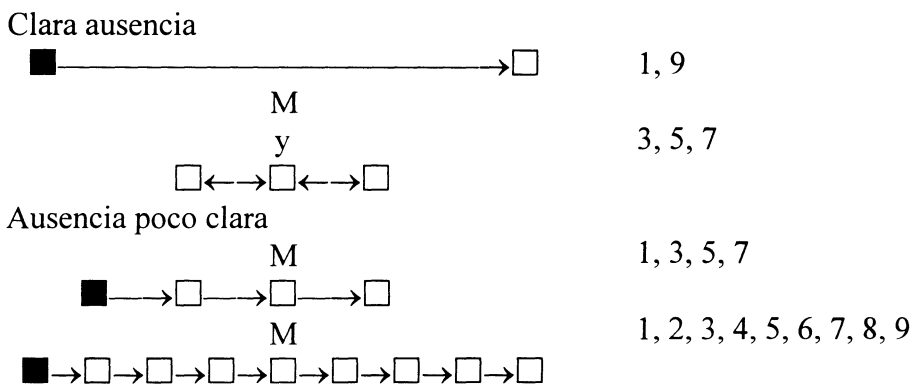 Clara ausencia
1, 9
M
y
3, 5, 7
Ausencia poco clara
M
1, 3, 5, 7
M
1, 2, 3, 4, 5, 6, 7, 8, 9